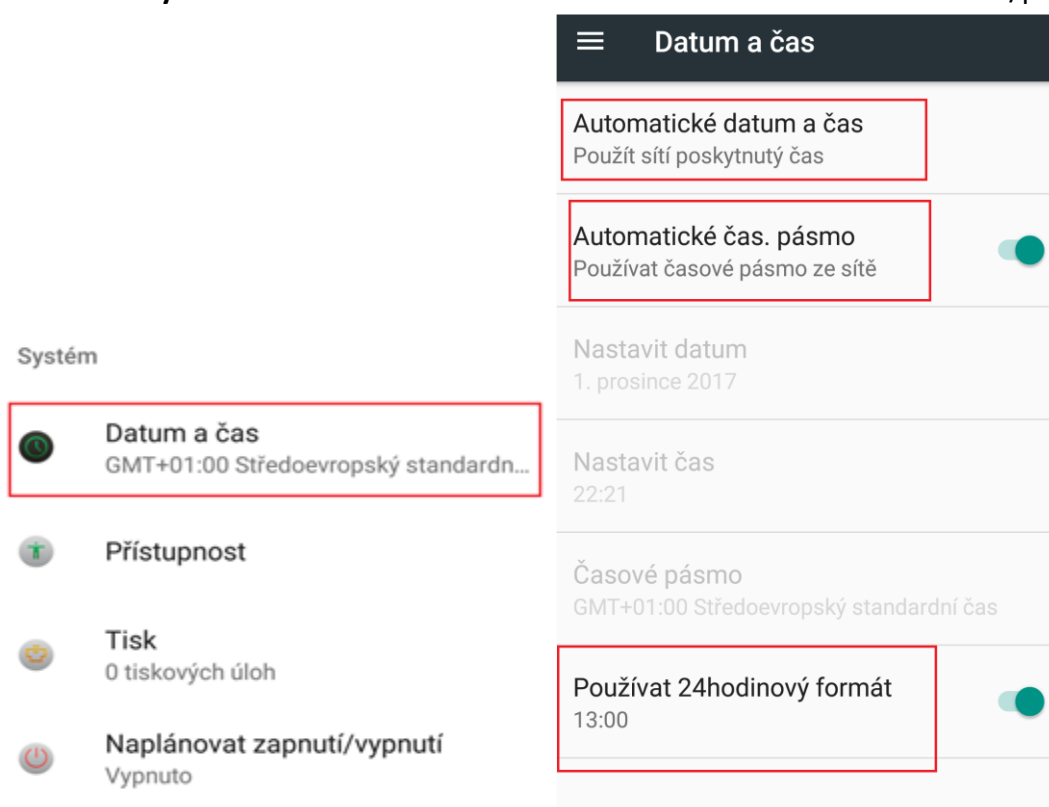 Systém
Datum a čas
GMT+01:00 Středoevropský standardn...
Přístupnost
Tisk
0 tiskových úloh
Naplánovat zapnutí/vypnutí
Vypnuto
Datum a čas
Automatické datum a čas
Použít sítí poskytnutý čas
Automatické čas. pásmo
Používat časové pásmo ze sítě
Nastavit datum
1. prosince 2017
Nastavit čas
22:21
Časové pásmo
GMT+01:00 Středoevropský standardní čas
Používat 24hodinový formát
13:00